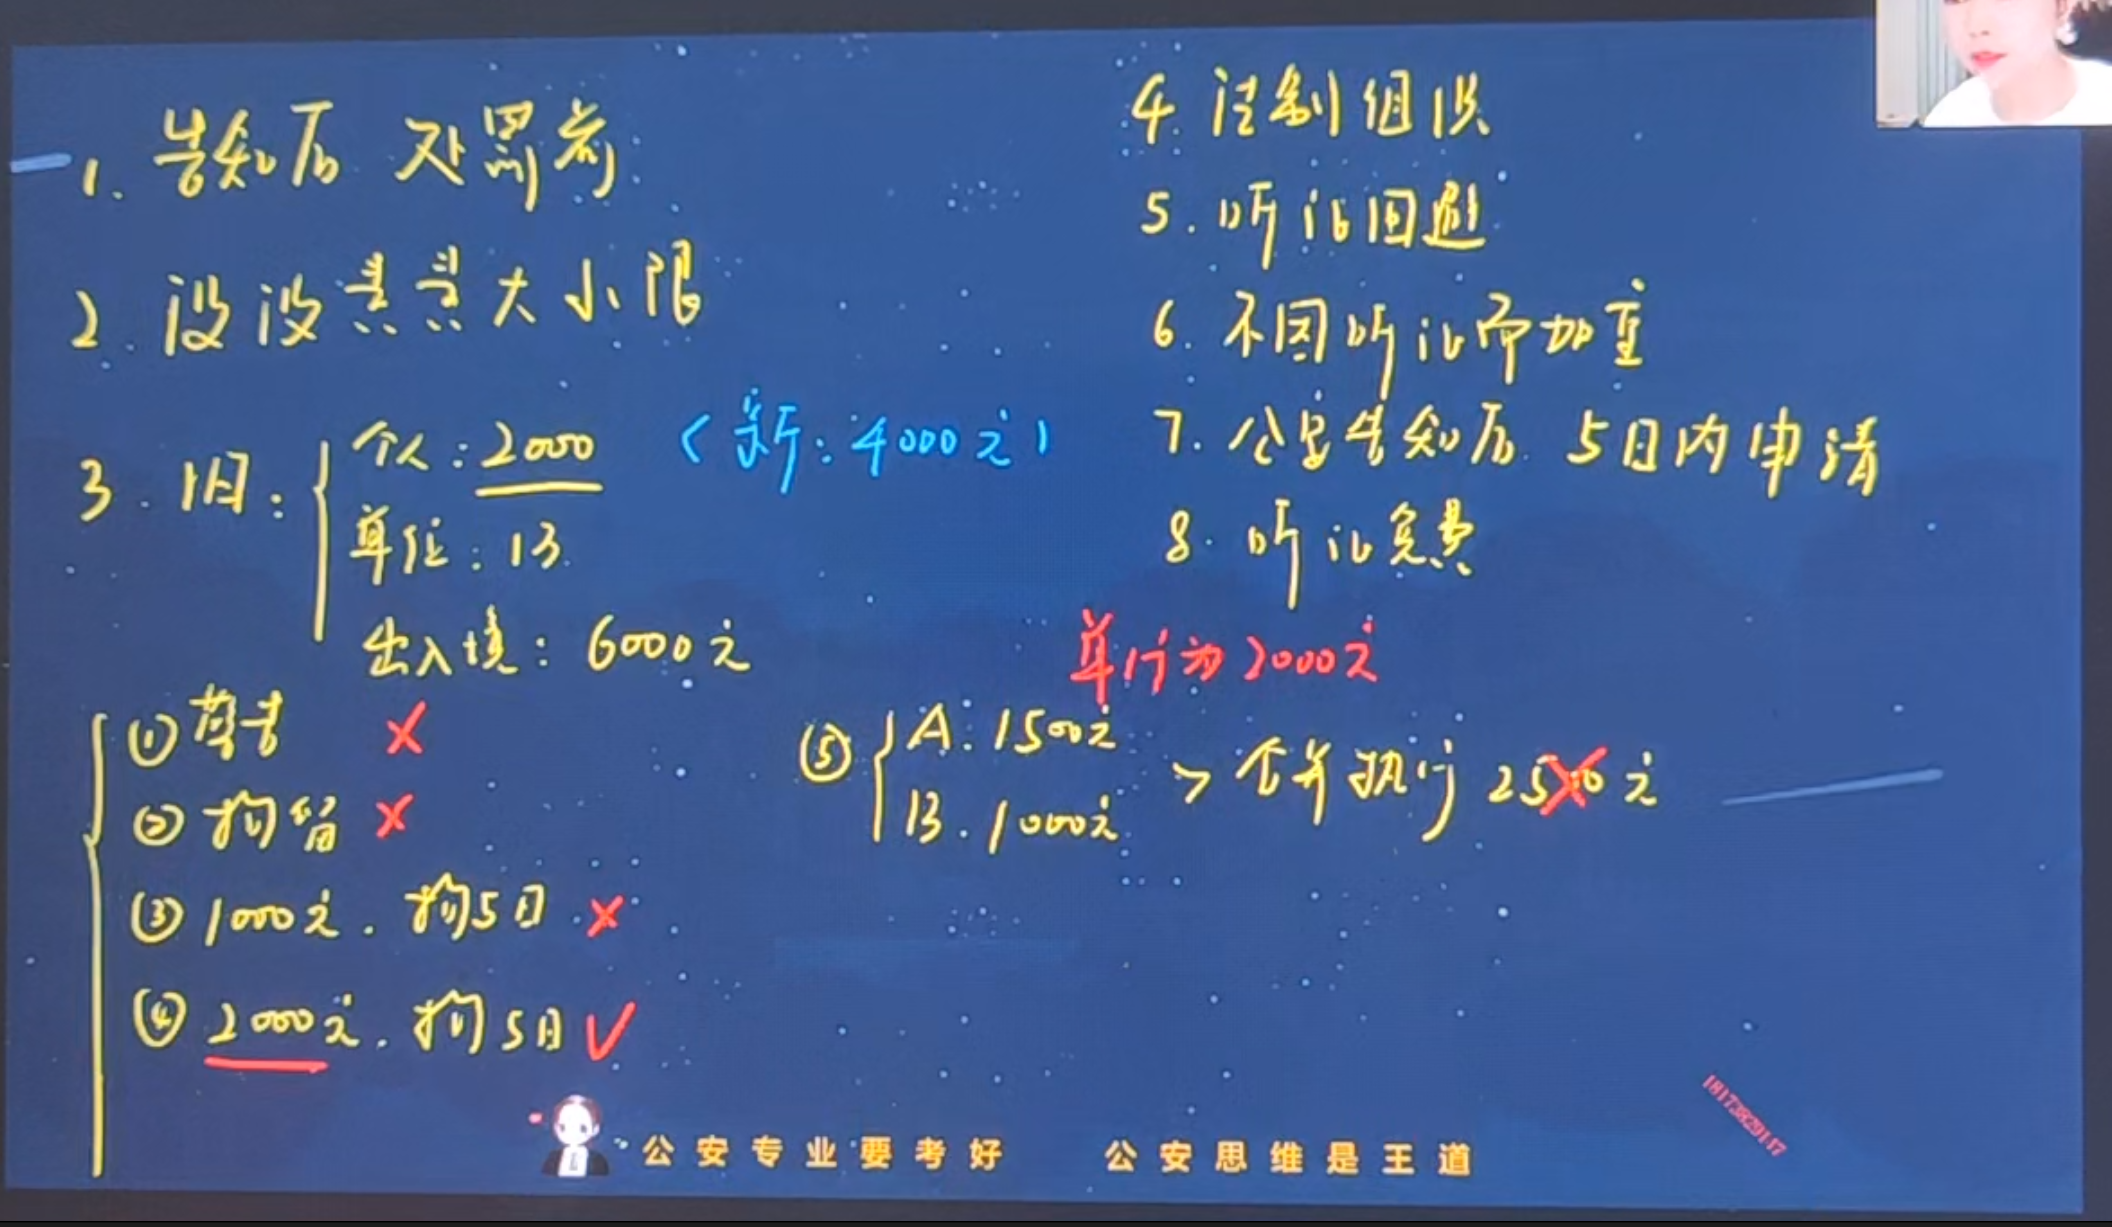 1. 告知后 处罚前
2. 没没吊吊大小限
3. 旧:
个人:2000 (新:4000元)
单位:1万
出入境:6000元
① 警告 ×
② 拘留 ×
③ 1000元. 拘5日. ×
④ 2000元. 拘5日 √
4. 法制组织
5. 听证回避
6. 不因听证而加重
7. 公安告知后 5日内申请
8. 听证免费
单行为2000元
⑤
A. 1500元
B. 1000元
> 合并执行 2500元
公安专业要考好 公安思维是王道